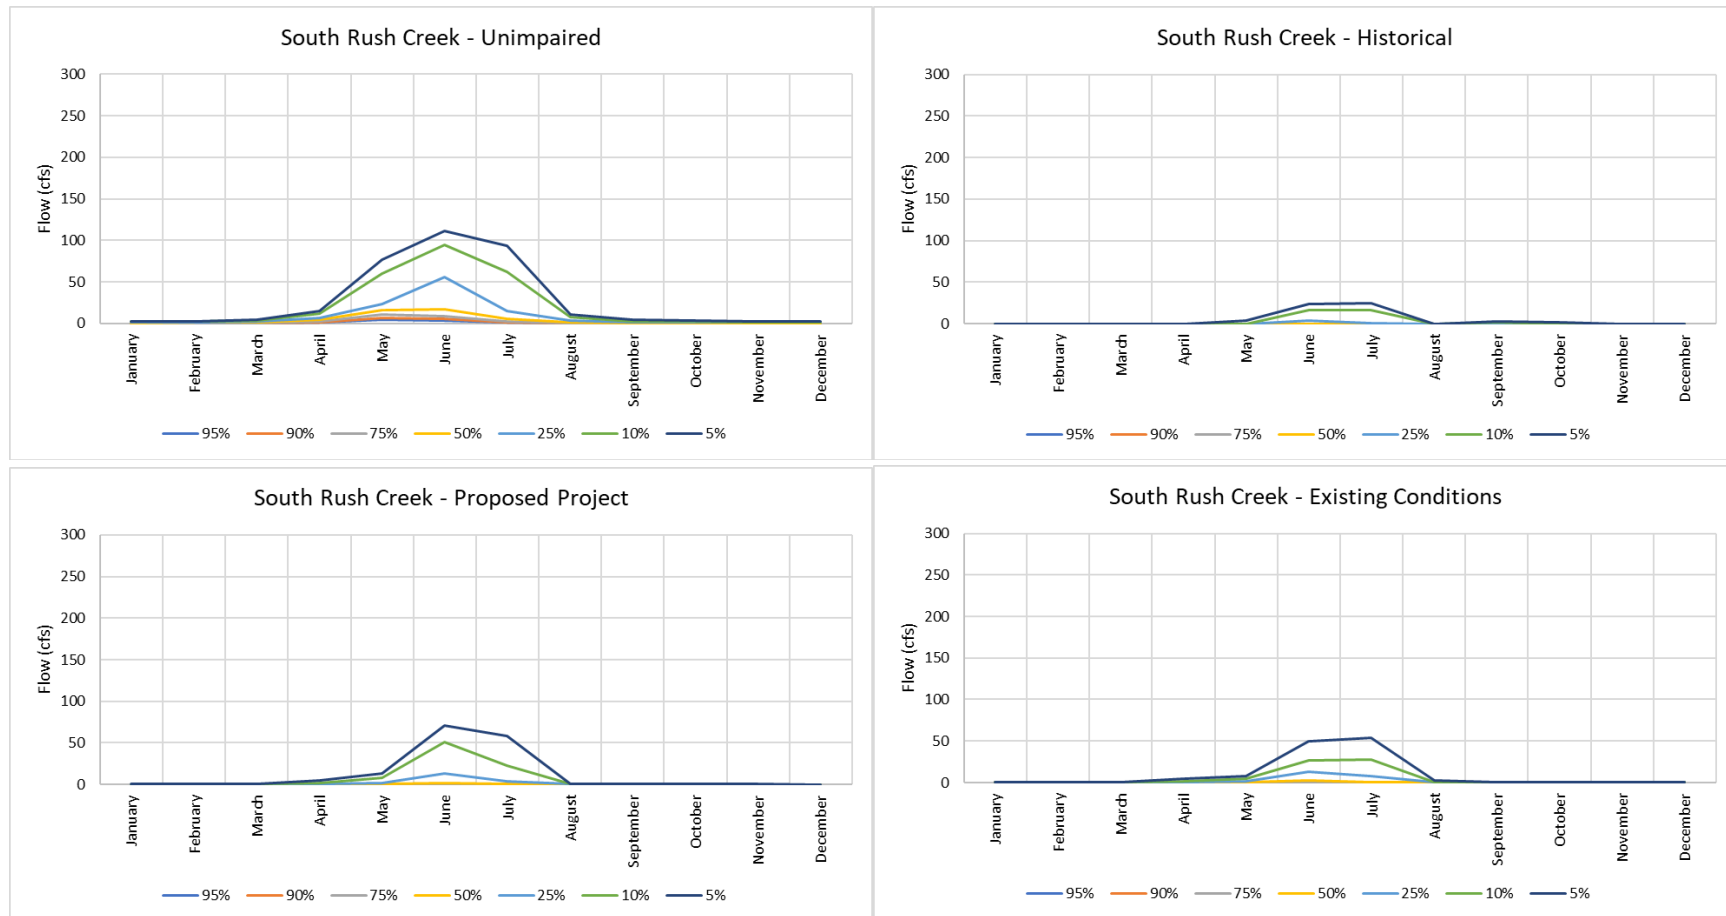 South Rush Creek - Unimpaired
Flow (cfs)
300
250
200
150
100
50
0
January
February
March
April
May
June
July
August
September
October
November
December
95% 90% 75% 50% 25% 10% 5%
South Rush Creek - Historical
Flow (cfs)
300
250
200
150
100
50
0
January
February
March
April
May
June
July
August
September
October
November
December
95% 90% 75% 50% 25% 10% 5%
South Rush Creek - Proposed Project
Flow (cfs)
300
250
200
150
100
50
0
January
February
March
April
May
June
July
August
September
October
November
December
95% 90% 75% 50% 25% 10% 5%
South Rush Creek - Existing Conditions
Flow (cfs)
300
250
200
150
100
50
0
January
February
March
April
May
June
July
August
September
October
November
December
95% 90% 75% 50% 25% 10% 5%